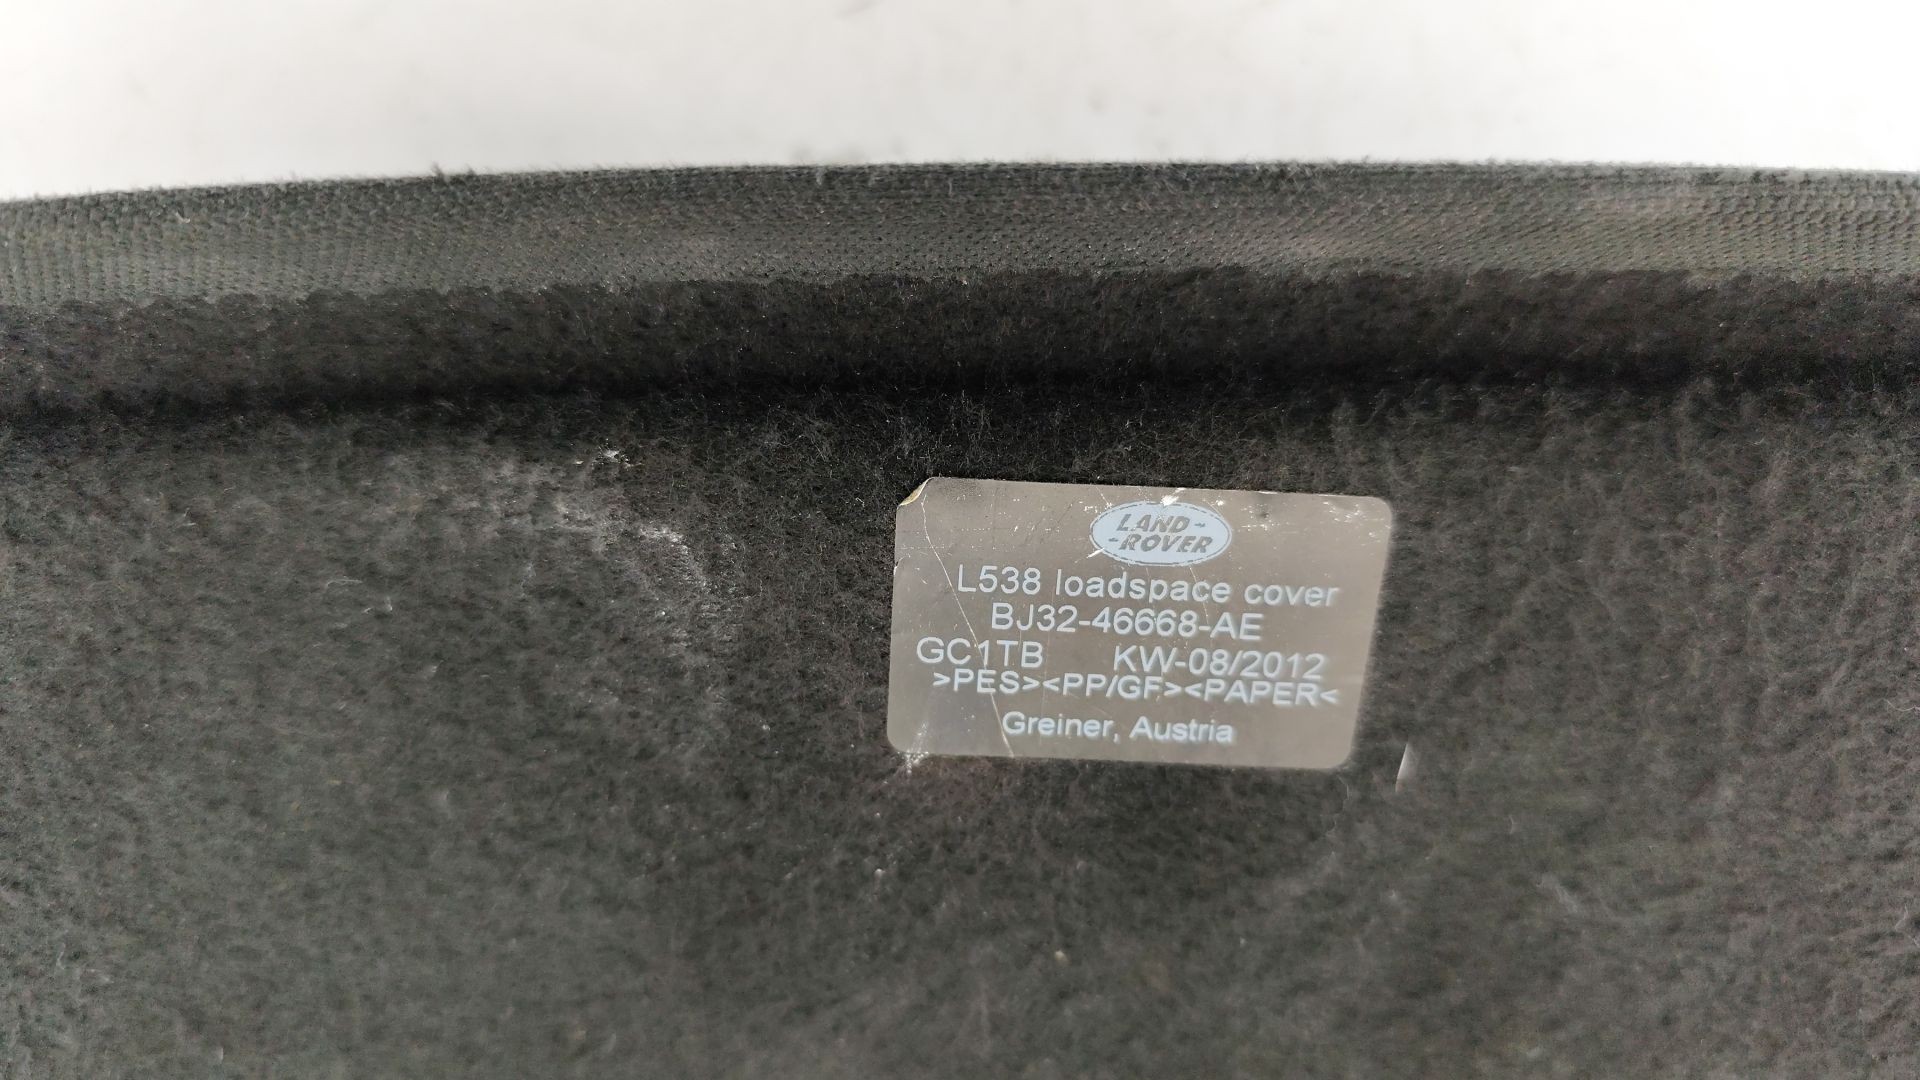 LAND-
-ROVER
L538 loadspace cover
BJ32-46668-AE
GC1TB KW-08/2012
>PES><PP/GF><PAPER<
Greiner, Austria